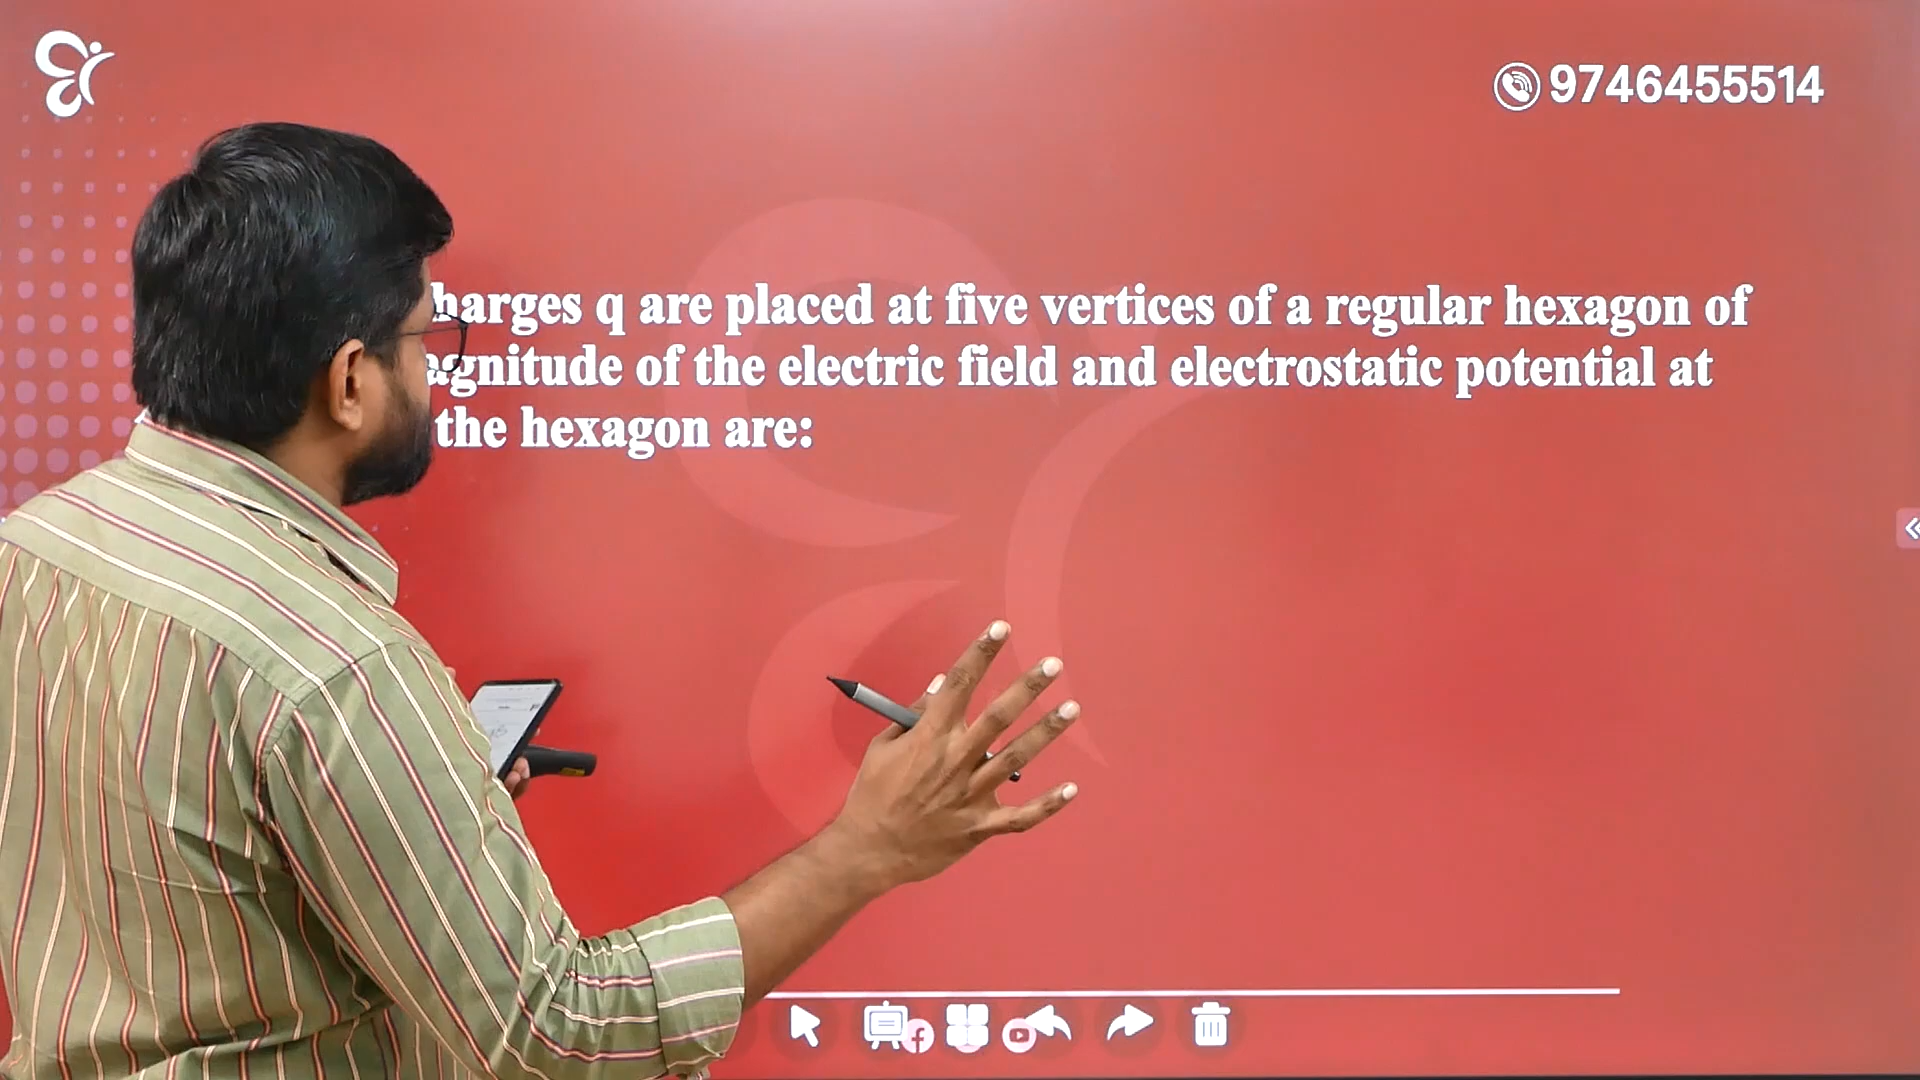 9746455514
harges q are placed at five vertices of a regular hexagon of
agnitude of the electric field and electrostatic potential at
the hexagon are: